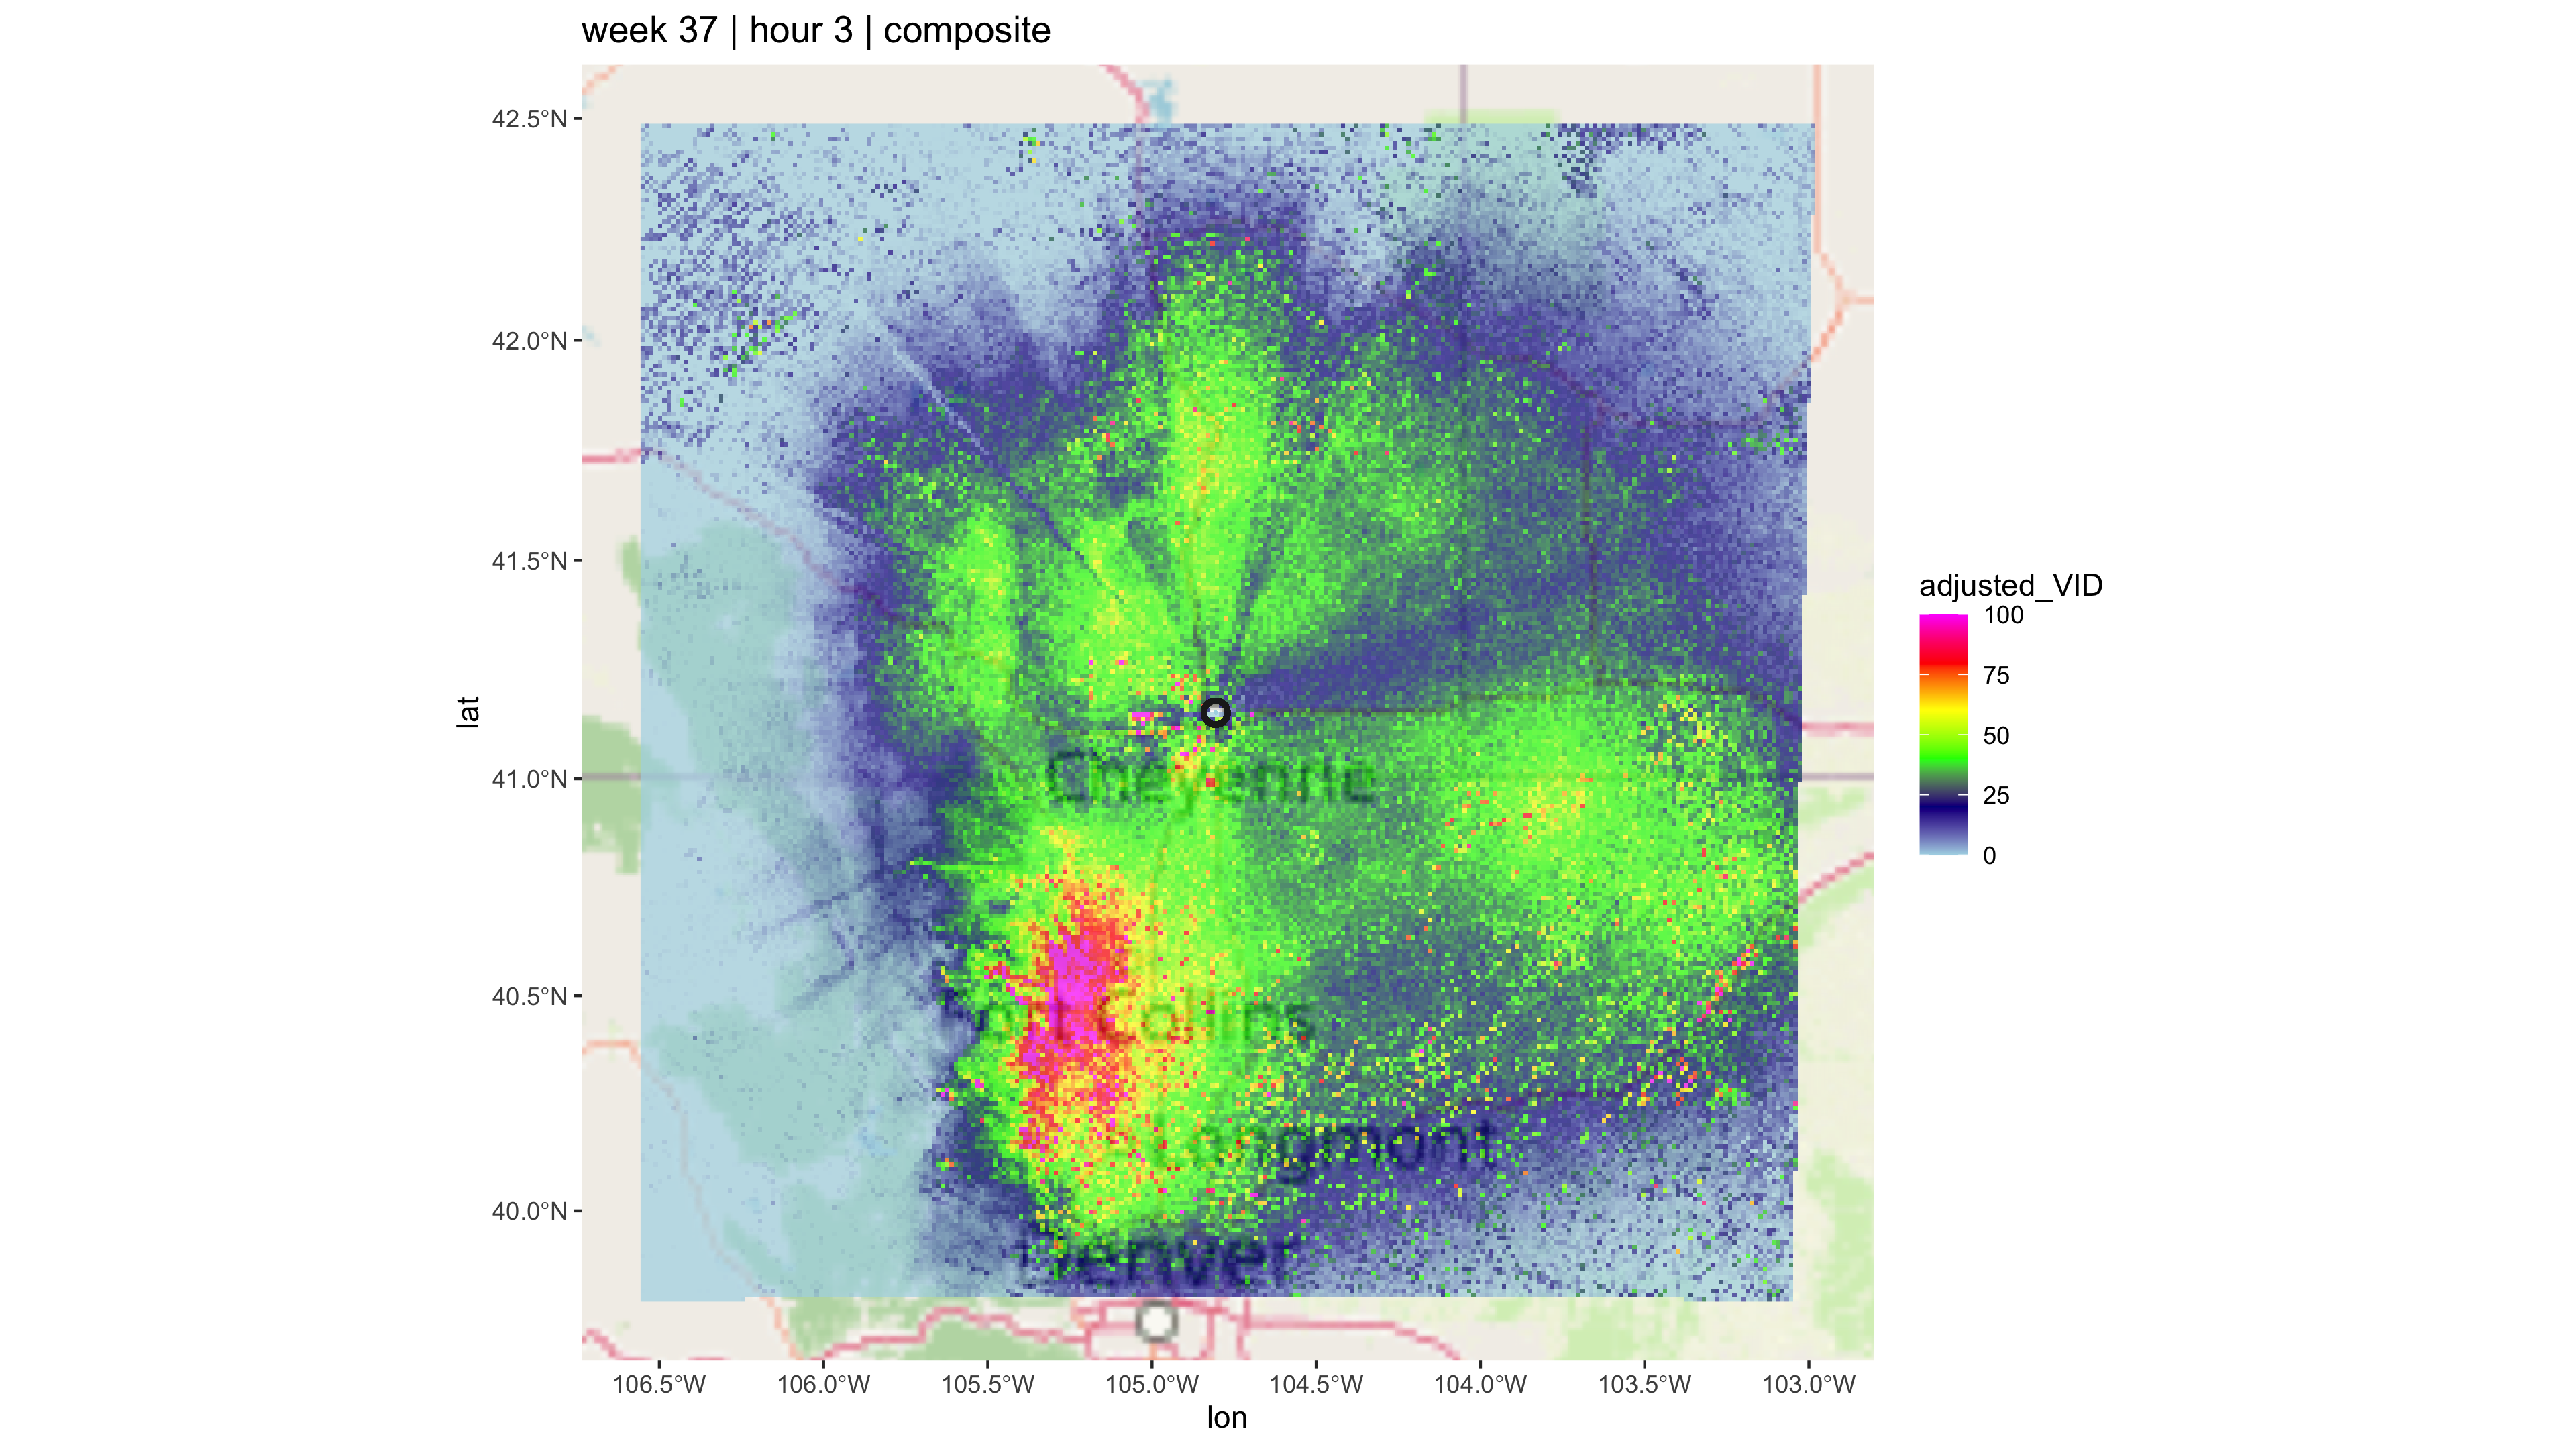 week 37 | hour 3 | composite
42.5°N
42.0°N
41.5°N
41.0°N
40.5°N
40.0°N
lat
Cheyenne
Collins
Longmont
Denver
106.5°W 106.0°W 105.5°W 105.0°W 104.5°W 104.0°W 103.5°W 103.0°W
lon
adjusted_VID
100
75
50
25
0